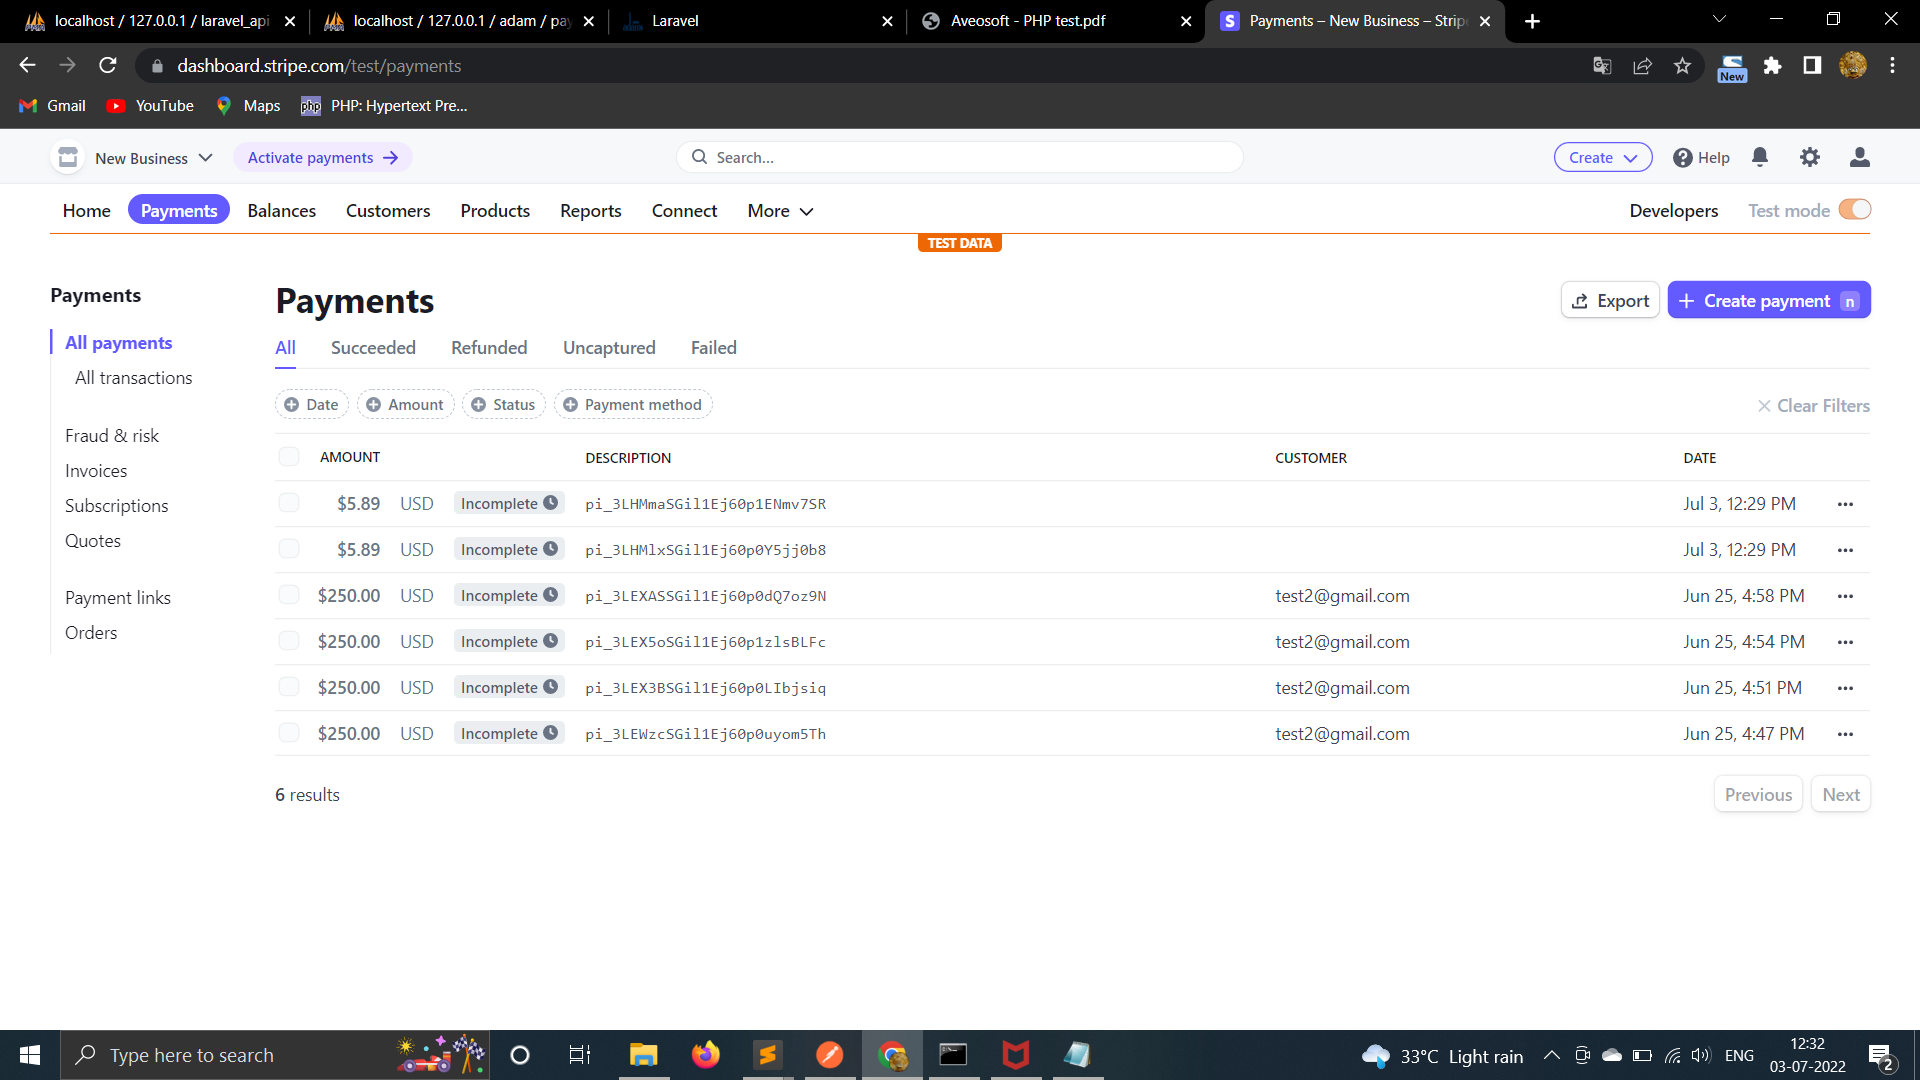 localhost / 127.0.0.1 / laravel_api
localhost / 127.0.0.1 / adam / pay
Laravel
Aveosoft - PHP test.pdf
Payments – New Business – Stripe
dashboard.stripe.com/test/payments
New
Gmail
YouTube
Maps
php
PHP: Hypertext Pre...
New Business
Activate payments
Search...
Create
Help
Home
Payments
Balances
Customers
Products
Reports
Connect
More
Developers
Test mode
TEST DATA
Payments
All payments
All transactions
Fraud & risk
Invoices
Subscriptions
Quotes
Payment links
Orders
Payments
Export
Create payment n
All Succeeded Refunded Uncaptured Failed
Date Amount Status Payment method
Clear Filters
AMOUNT DESCRIPTION CUSTOMER DATE
$5.89 USD Incomplete pi_3LHMmaSGil1Ej60p1ENmv7SR Jul 3, 12:29 PM
$5.89 USD Incomplete pi_3LHMlxSGil1Ej60p0Y5jj0b8 Jul 3, 12:29 PM
$250.00 USD Incomplete pi_3LEXASSGil1Ej60p0dQ7oz9N test2@gmail.com Jun 25, 4:58 PM
$250.00 USD Incomplete pi_3LEX5oSGil1Ej60p1zlsBLFc test2@gmail.com Jun 25, 4:54 PM
$250.00 USD Incomplete pi_3LEX3BSGil1Ej60p0LIbjsiq test2@gmail.com Jun 25, 4:51 PM
$250.00 USD Incomplete pi_3LEWzcSGil1Ej60p0uyom5Th test2@gmail.com Jun 25, 4:47 PM
6 results
Previous
Next
Type here to search
33°C Light rain
ENG
12:32
03-07-2022
2